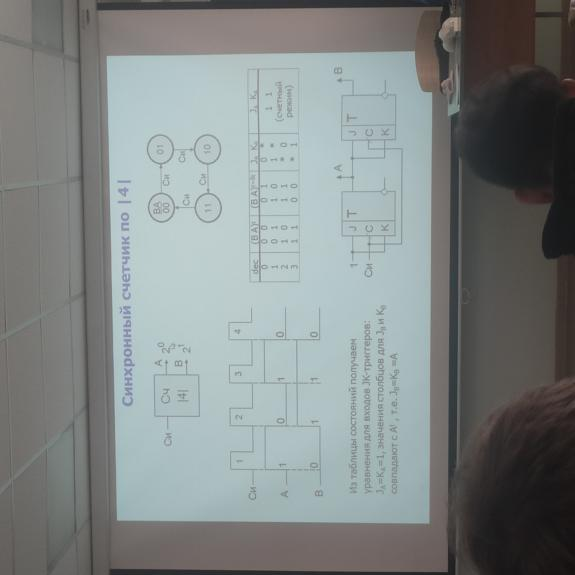 Синхронный счетчик по |4|
Си
Сч
|4|
A 2⁰
B 2¹
BA
00
01
10
11
Си
Си
Си
Си
Си
1 2 3 4
A
1 0 1 0
B
0 1 1 0
dec (B A)ᵗ (B A)ᵗ⁺¹ J_B K_B J_A K_A
0 0 0 0 1 0 * 1 1
1 0 1 1 0 1 * (счетный
2 1 0 1 1 * 0 режим)
3 1 1 0 0 * 1
Из таблицы состояний получаем
уравнения для входов JK-триггеров:
J_A=K_A=1, значения столбцов для J_B и K_B
совпадают с Aᵗ, т.е. J_B=K_B=A
1
Си
J T
C
K
A
J T
C
K
B